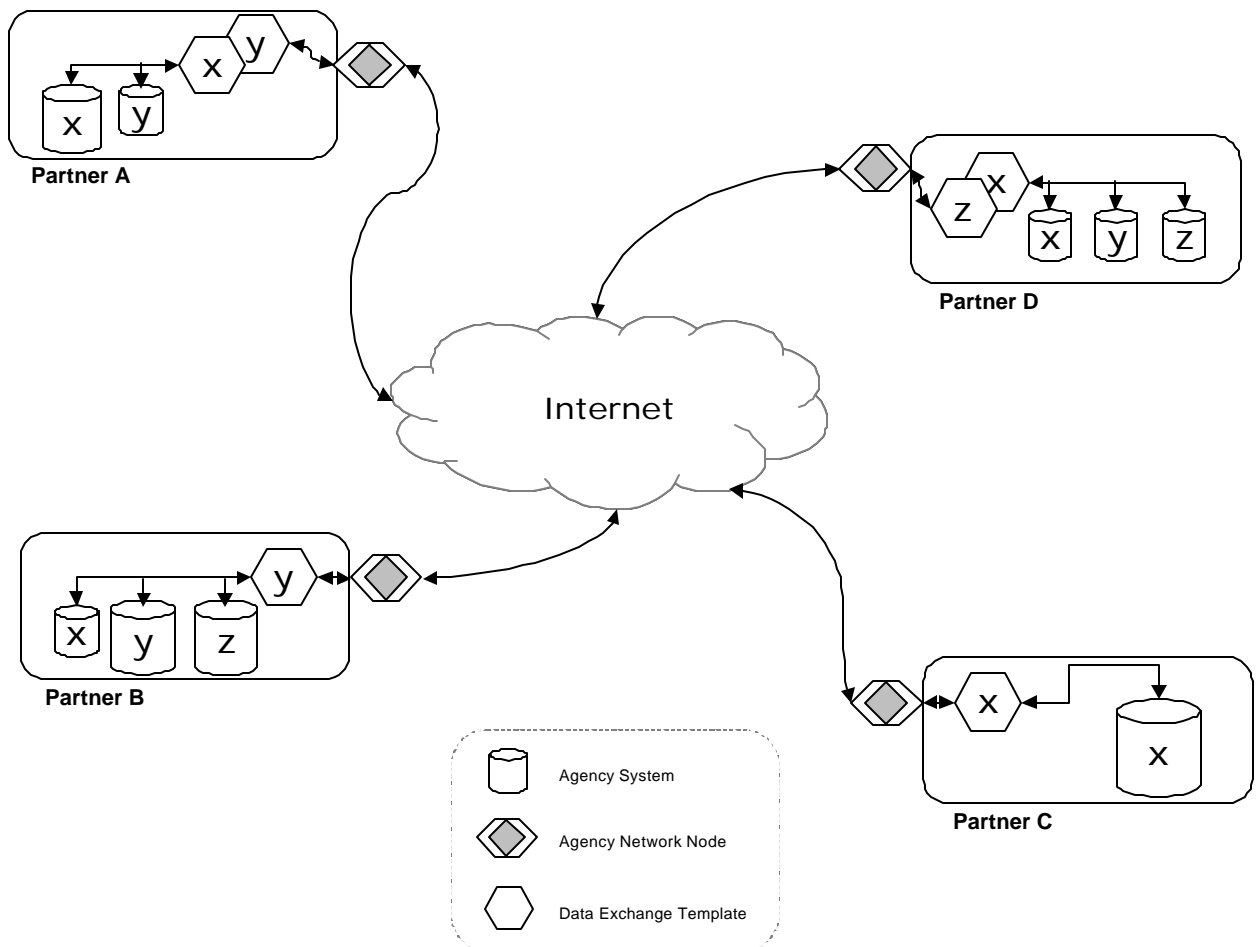 y
x
x
y
Partner A
x
z
x
y
z
Partner D
Internet
y
x
y
z
Partner B
x
x
Partner C
Agency System
Agency Network Node
Data Exchange Template